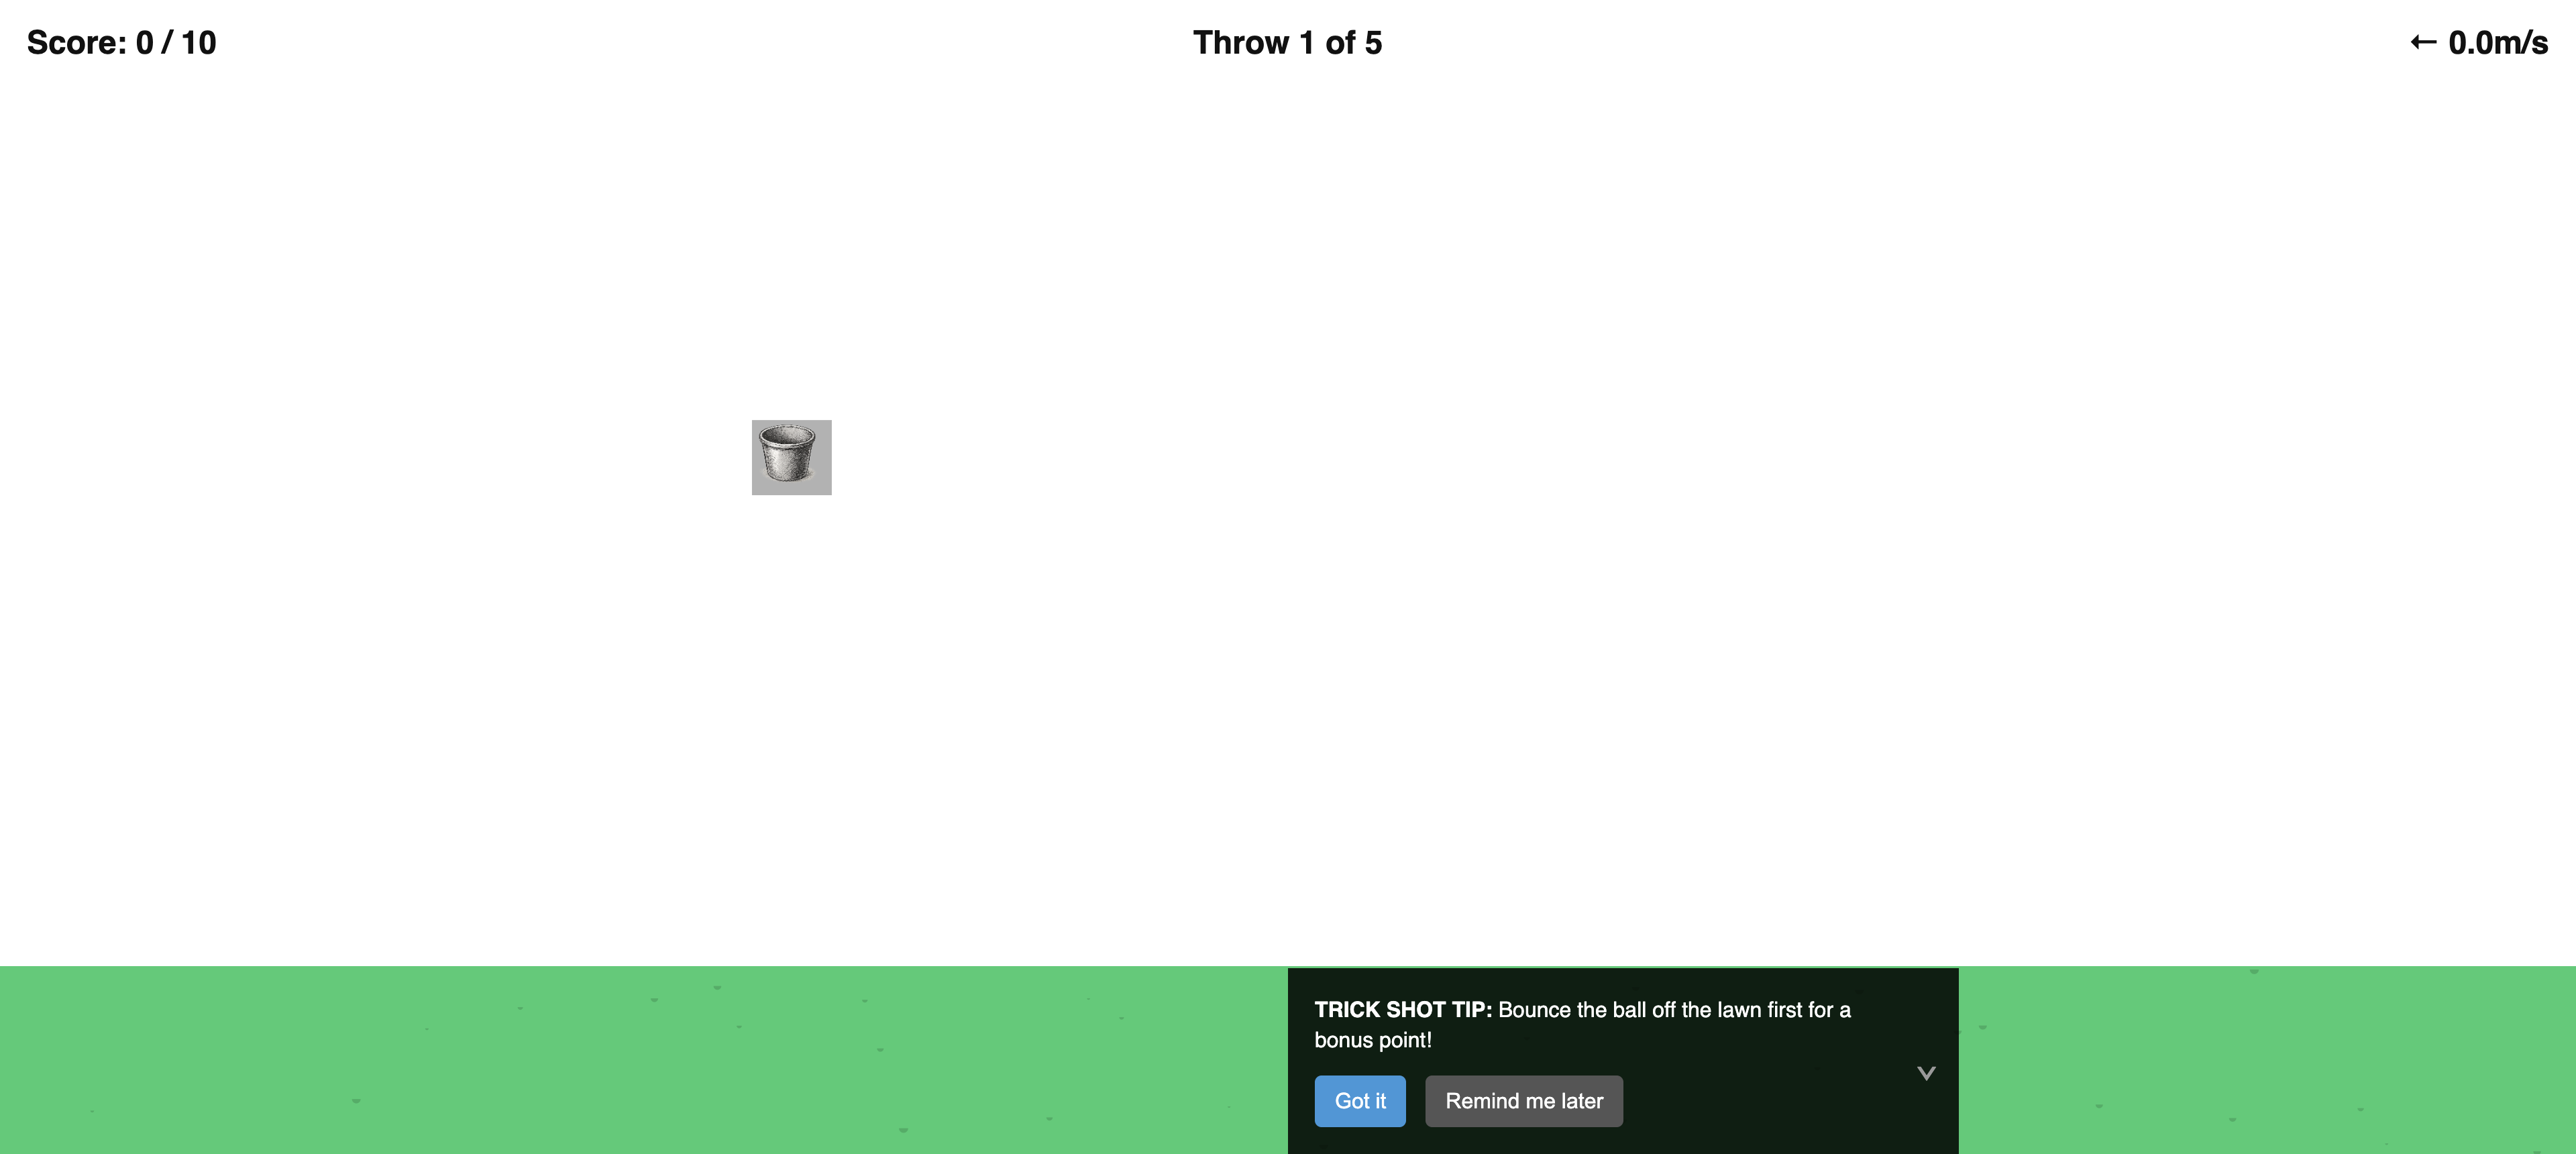 Score: 0 / 10
Throw 1 of 5
← 0.0m/s
TRICK SHOT TIP: Bounce the ball off the lawn first for a
bonus point!
Got it
Remind me later